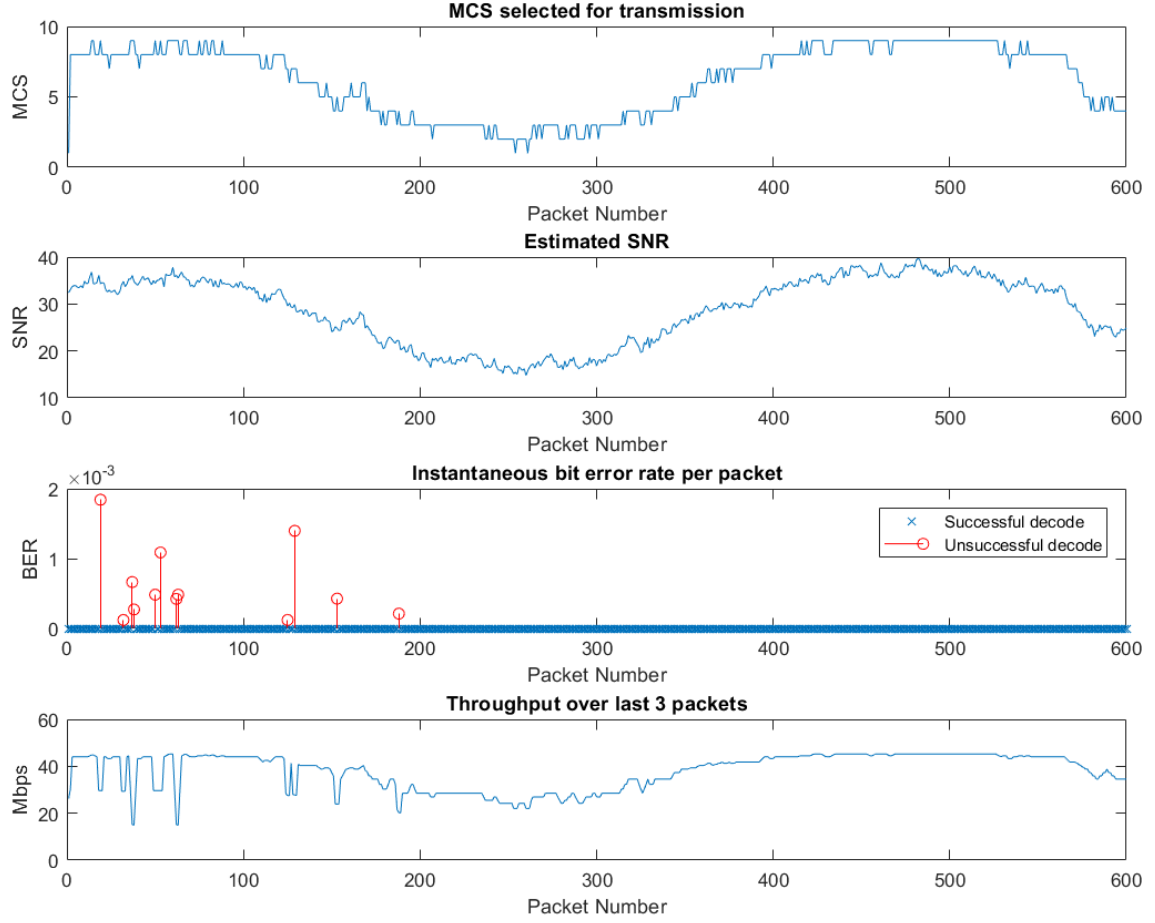 MCS selected for transmission
10
5
0
MCS
0 100 200 300 400 500 600
Packet Number
Estimated SNR
40
30
20
10
SNR
0 100 200 300 400 500 600
Packet Number
×10⁻³
Instantaneous bit error rate per packet
2
1
0
BER
Successful decode
Unsuccessful decode
0 100 200 300 400 500 600
Packet Number
Throughput over last 3 packets
60
40
20
0
Mbps
0 100 200 300 400 500 600
Packet Number